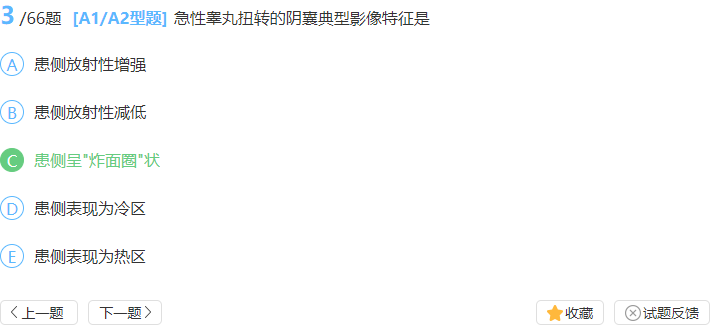 3 /66题 [A1/A2型题] 急性睾丸扭转的阴囊典型影像特征是
A 患侧放射性增强
B 患侧放射性减低
C 患侧呈"炸面圈"状
D 患侧表现为冷区
E 患侧表现为热区
上一题 下一题 收藏 试题反馈